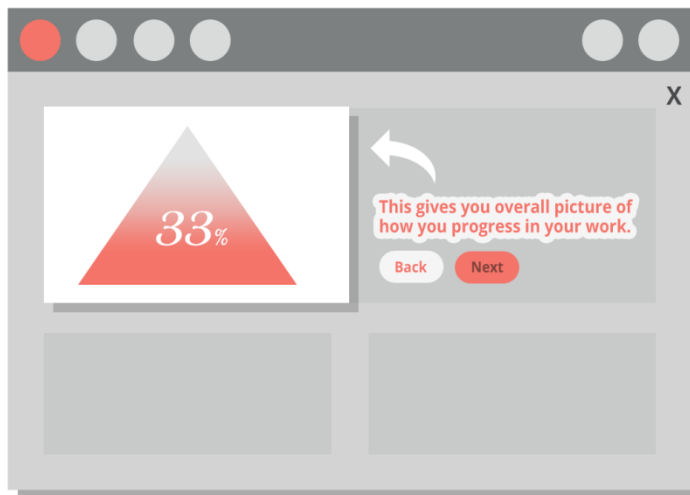 X
33%
This gives you overall picture of
how you progress in your work.
Back
Next